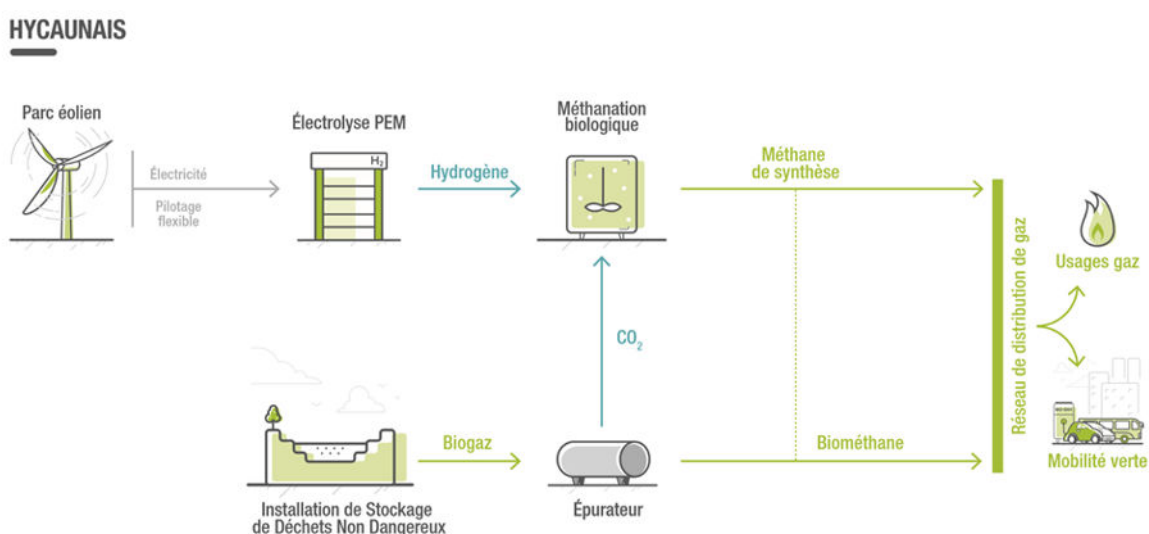 HYCAUNAIS
Parc éolien
Électricité
Pilotage
flexible
Électrolyse PEM
H2
Hydrogène
Méthanation
biologique
Méthane
de synthèse
CO2
Installation de Stockage
de Déchets Non Dangereux
Biogaz
Épurateur
Biométhane
Réseau de distribution de gaz
Usages gaz
Mobilité verte